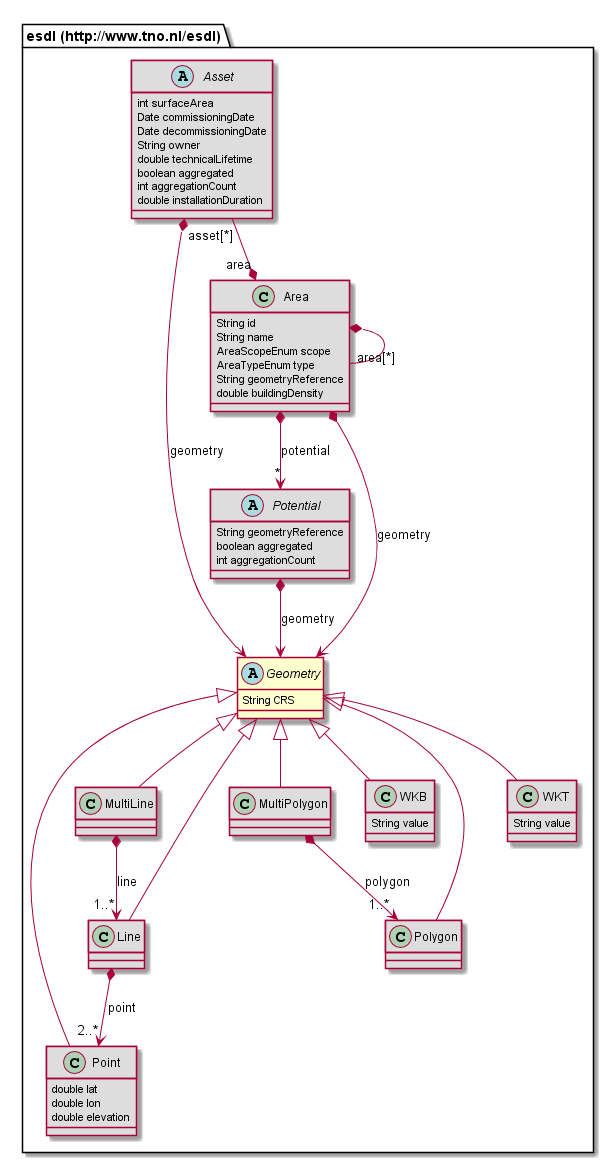 esdl (http://www.tno.nl/esdl)
A Asset
int surfaceArea
Date commissioningDate
Date decommissioningDate
String owner
double technicalLifetime
boolean aggregated
int aggregationCount
double installationDuration
asset[*]
area
C Area
String id
String name
AreaScopeEnum scope
AreaTypeEnum type
String geometryReference
double buildingDensity
area[*]
geometry
potential
*
A Potential
String geometryReference
boolean aggregated
int aggregationCount
geometry
geometry
A Geometry
String CRS
C MultiLine
C MultiPolygon
C WKB
String value
C WKT
String value
line
1..*
polygon
1..*
C Line
C Polygon
point
2..*
C Point
double lat
double lon
double elevation